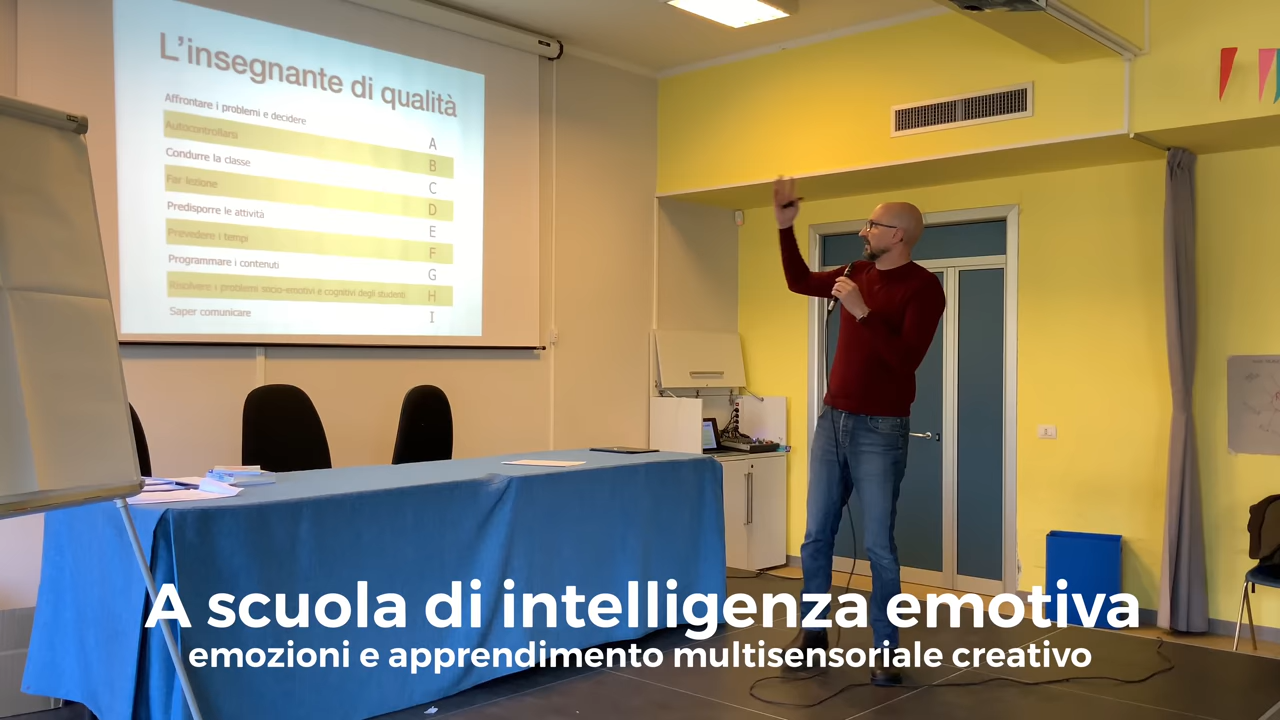 L'insegnante di qualità
Affrontare i problemi e decidere A
Autocontrollarsi B
Condurre la classe C
Far lezione D
Predisporre le attività E
Prevedere i tempi F
Programmare i contenuti G
Risolvere i problemi socio-emotivi e cognitivi degli studenti H
Saper comunicare I
A scuola di intelligenza emotiva
emozioni e apprendimento multisensoriale creativo